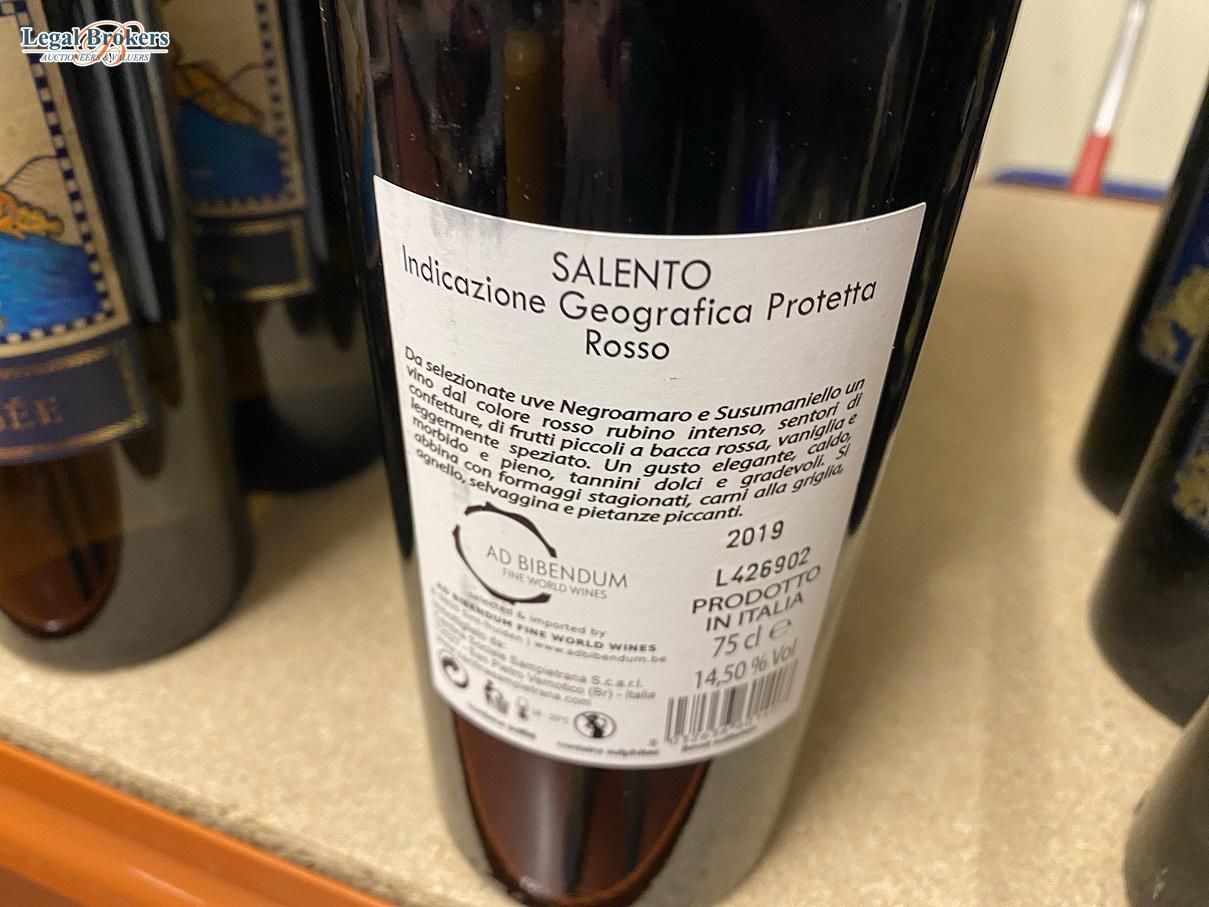 Legal Brokers
AUCTIONEERS & VALUERS
SALENTO
Indicazione Geografica Protetta
Rosso
Da selezionate uve Negroamaro e Susumaniello un
vino dal colore rosso rubino intenso, sentori di
confetture, di frutti piccoli a bacca rossa, vaniglia e
leggermente speziato. Un gusto elegante, caldo,
morbido e pieno, tannini dolci e gradevoli. Si
abbina con formaggi stagionati, carni alla griglia,
agnello, selvaggina e pietanze piccanti.
2019
L426902
PRODOTTO
IN ITALIA
75 cl e
14,50 % Vol
AD BIBENDUM
FINE WORLD WINES
selected & imported by
AD BIBENDUM FINE WORLD WINES
www.adbibendum.be
Sociale Sampietrana S.c.a.r.l.
San Pietro Vernotico (Br) - Italia
contains sulphites
ÉE